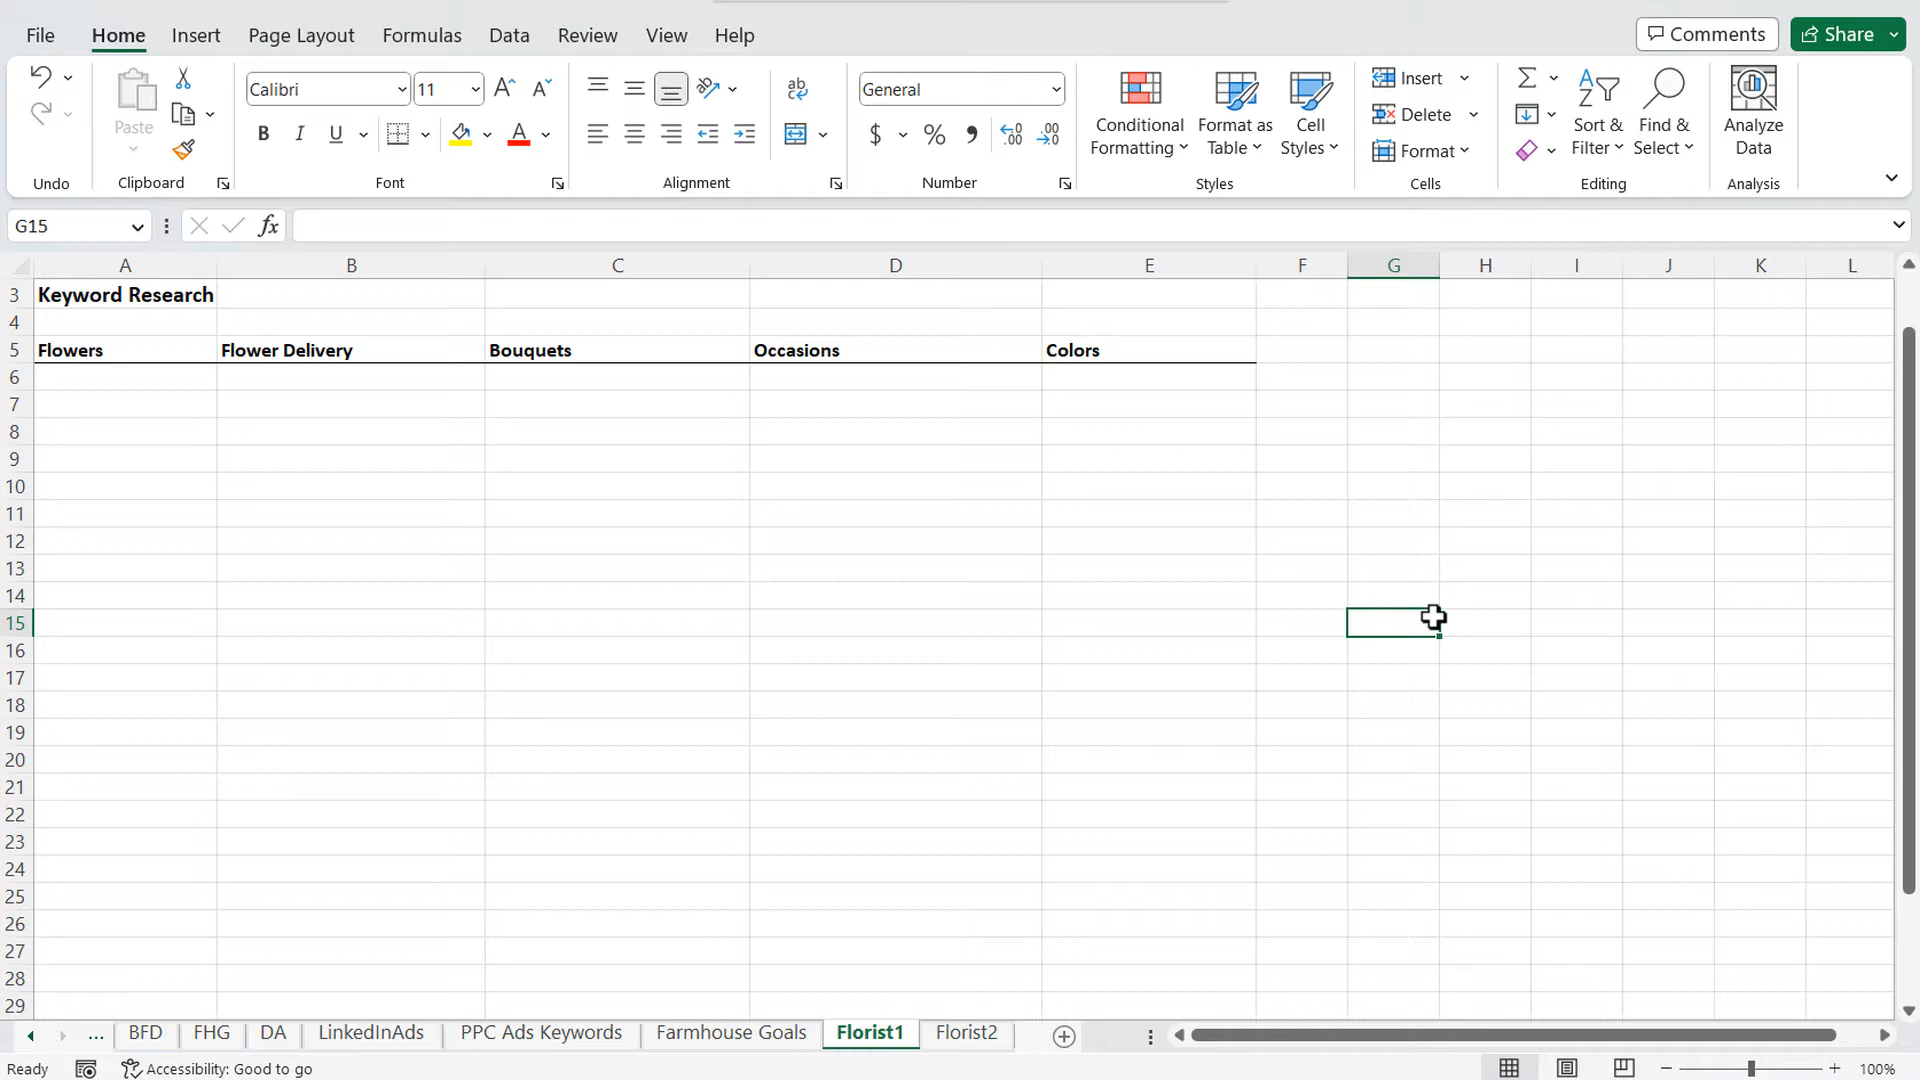 File Home Insert Page Layout Formulas Data Review View Help Comments Share
Calibri 11 General Insert
Paste Conditional Format as Cell Delete Sort & Find & Analyze
B I U $ % Formatting Table Styles Format Filter Select Data
Undo Clipboard Font Alignment Number Styles Cells Editing Analysis
G15 fx
A B C D E F G H I J K L
3 Keyword Research
4
5 Flowers Flower Delivery Bouquets Occasions Colors
6
7
8
9
10
11
12
13
14
15
16
17
18
19
20
21
22
23
24
25
26
27
28
29
... BFD FHG DA LinkedInAds PPC Ads Keywords Farmhouse Goals Florist1 Florist2
Ready Accessibility: Good to go 100%